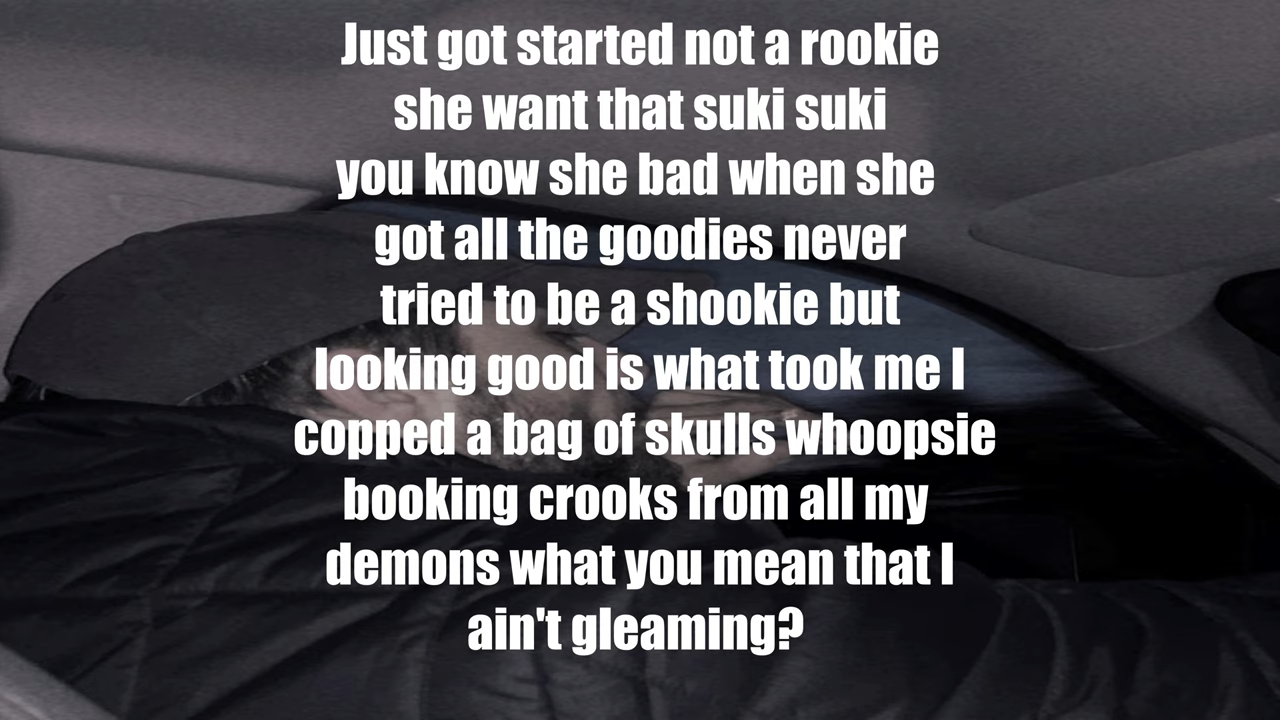 Just got started not a rookie
she want that suki suki
you know she bad when she
got all the goodies never
tried to be a shookie but
looking good is what took me I
copped a bag of skulls whoopsie
booking crooks from all my
demons what you mean that I
ain't gleaming?